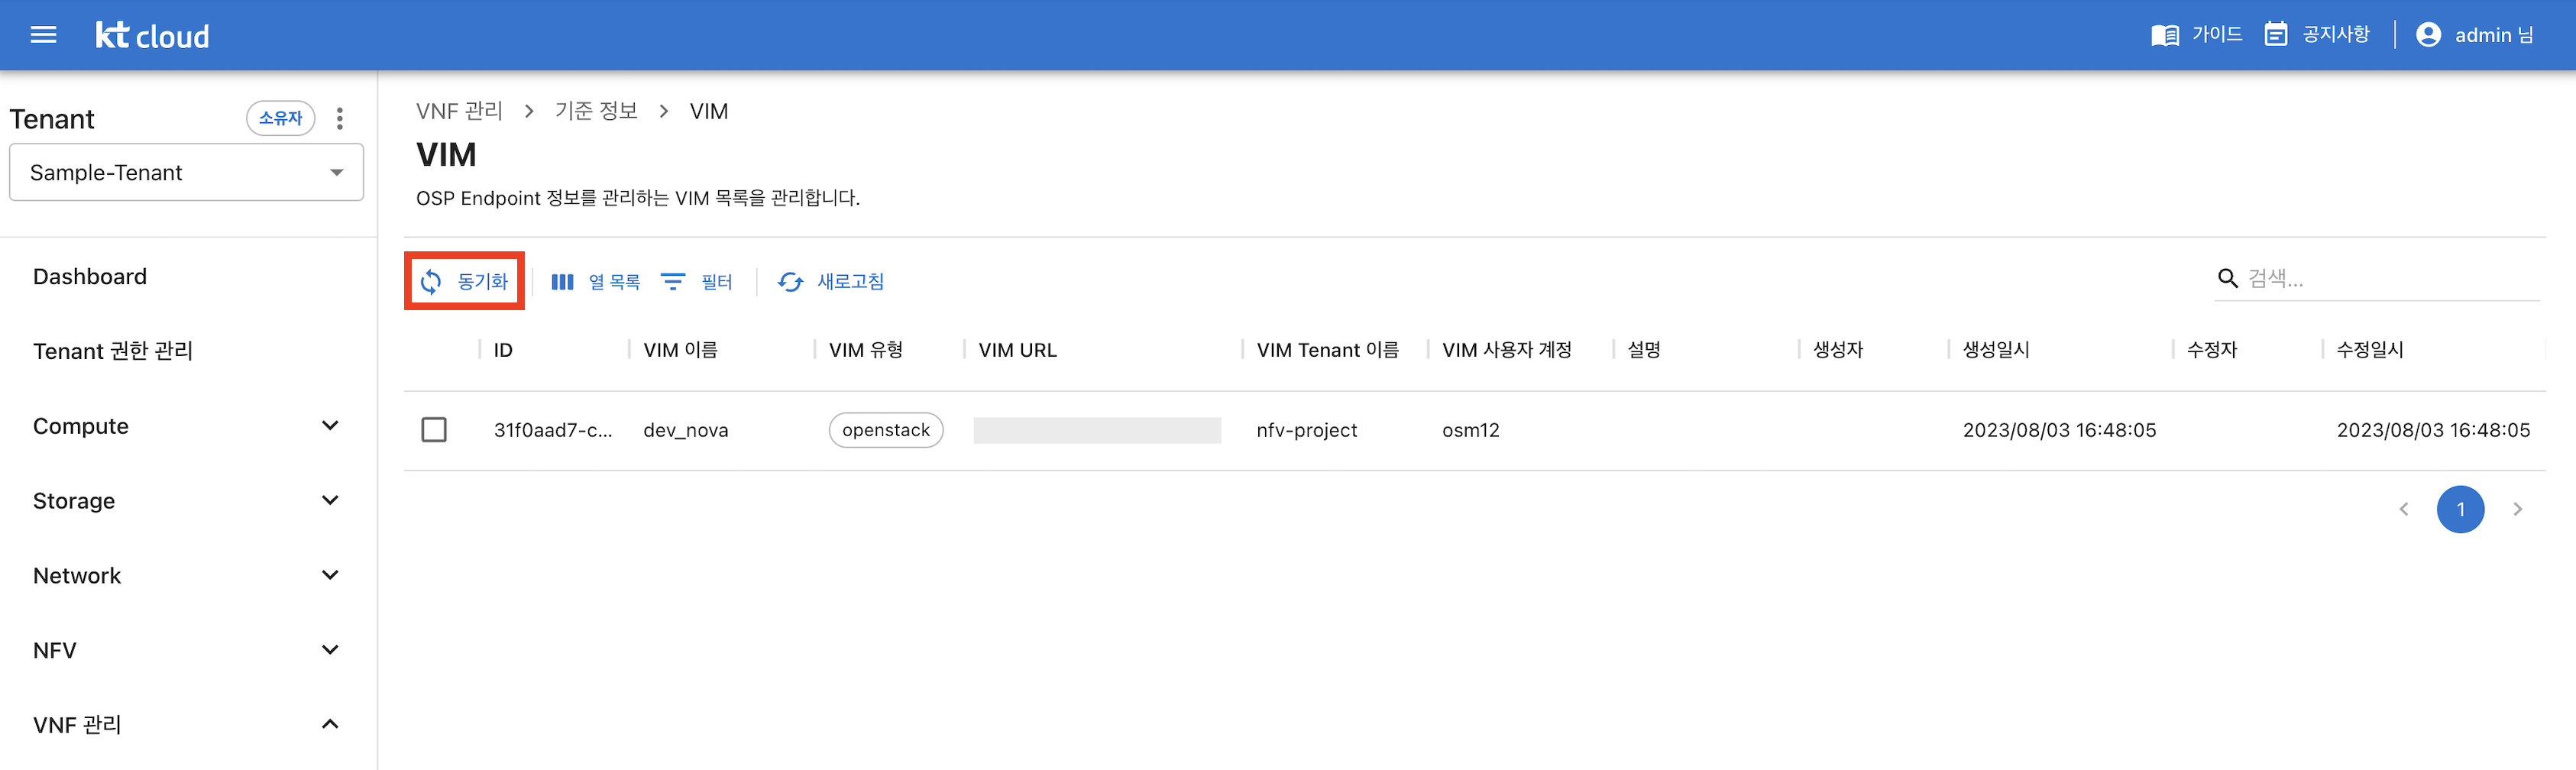 kt cloud
가이드 공지사항 admin 님
Tenant 소유자
Sample-Tenant
Dashboard
Tenant 권한 관리
Compute
Storage
Network
NFV
VNF 관리
VNF 관리 > 기준 정보 > VIM
VIM
OSP Endpoint 정보를 관리하는 VIM 목록을 관리합니다.
동기화 열 목록 필터 새로고침 검색...
ID VIM 이름 VIM 유형 VIM URL VIM Tenant 이름 VIM 사용자 계정 설명 생성자 생성일시 수정자 수정일시
31f0aad7-c... dev_nova openstack nfv-project osm12 2023/08/03 16:48:05 2023/08/03 16:48:05
1